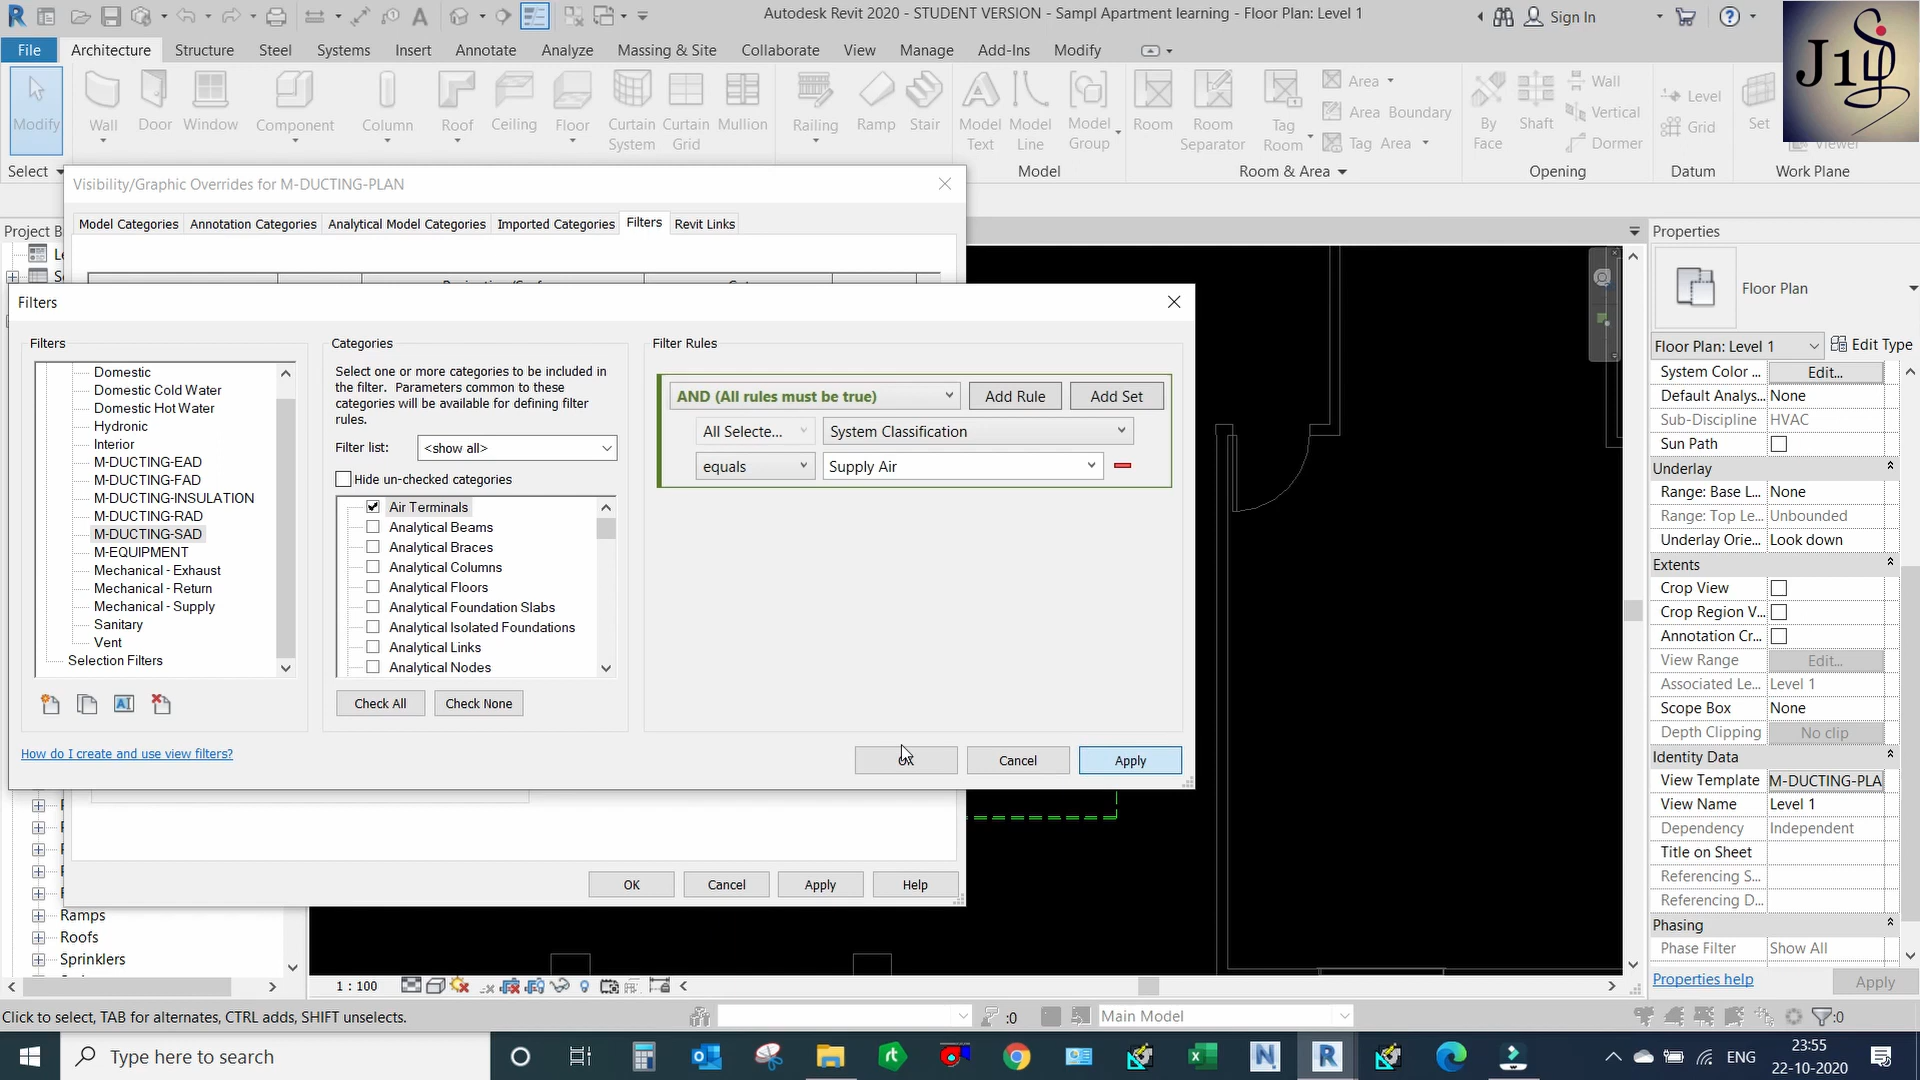 Autodesk Revit 2020 - STUDENT VERSION - Sampl Apartment learning - Floor Plan: Level 1
Sign In
File Architecture Structure Steel Systems Insert Annotate Analyze Massing & Site Collaborate View Manage Add-Ins Modify
J1
Modify Wall Door Window Component Column Roof Ceiling Floor Curtain System Curtain Grid Mullion Railing Ramp Stair Model Text Model Line Model Group Room Room Separator Tag Room
Area
Area Boundary
Tag Area
By Face Shaft
Wall
Vertical
Dormer
Level
Grid
Set
Viewer
Select Model Room & Area Opening Datum Work Plane
Visibility/Graphic Overrides for M-DUCTING-PLAN
Model Categories Annotation Categories Analytical Model Categories Imported Categories Filters Revit Links
Project B
Filters
Filters
Domestic
Domestic Cold Water
Domestic Hot Water
Hydronic
Interior
M-DUCTING-EAD
M-DUCTING-FAD
M-DUCTING-INSULATION
M-DUCTING-RAD
M-DUCTING-SAD
M-EQUIPMENT
Mechanical - Exhaust
Mechanical - Return
Mechanical - Supply
Sanitary
Vent
Selection Filters
How do I create and use view filters?
Categories
Select one or more categories to be included in
the filter. Parameters common to these
categories will be available for defining filter
rules.
Filter list: <show all>
Hide un-checked categories
Air Terminals
Analytical Beams
Analytical Braces
Analytical Columns
Analytical Floors
Analytical Foundation Slabs
Analytical Isolated Foundations
Analytical Links
Analytical Nodes
Check All Check None
Filter Rules
AND (All rules must be true) Add Rule Add Set
All Selecte... System Classification
equals Supply Air
OK Cancel Apply
OK Cancel Apply Help
Ramps
Roofs
Sprinklers
Properties
Floor Plan
Floor Plan: Level 1 Edit Type
System Color ... Edit...
Default Analys... None
Sub-Discipline HVAC
Sun Path
Underlay
Range: Base L... None
Range: Top Le... Unbounded
Underlay Orie... Look down
Extents
Crop View
Crop Region V...
Annotation Cr...
View Range Edit...
Associated Le... Level 1
Scope Box None
Depth Clipping No clip
Identity Data
View Template M-DUCTING-PLA
View Name Level 1
Dependency Independent
Title on Sheet
Referencing S...
Referencing D...
Phasing
Phase Filter Show All
Properties help Apply
1 : 100
Click to select, TAB for alternates, CTRL adds, SHIFT unselects.
:0 Main Model :0
Type here to search
ENG
23:55
22-10-2020